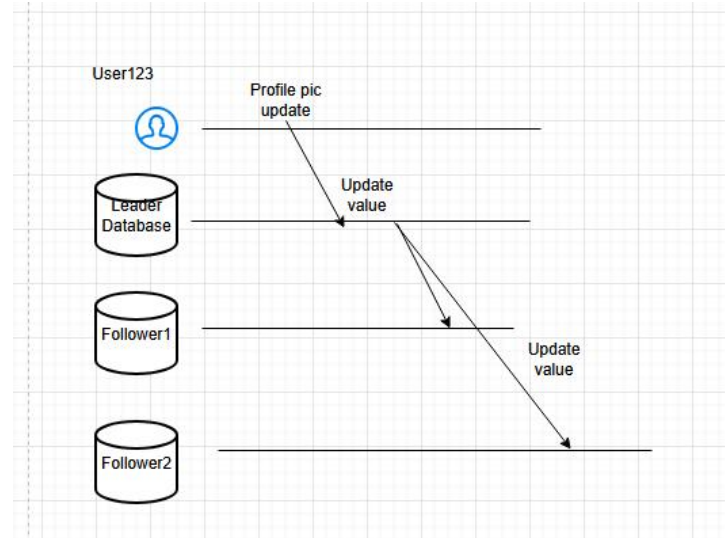 User123
Profile pic
update
Update
value
Leader
Database
Follower1
Update
value
Follower2